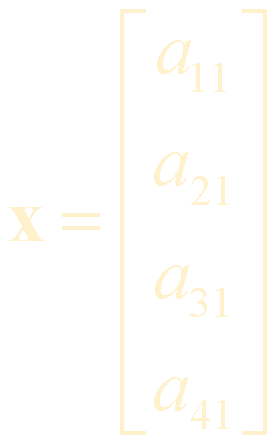 a₁₁
a₂₁
x =
a₃₁
a₄₁